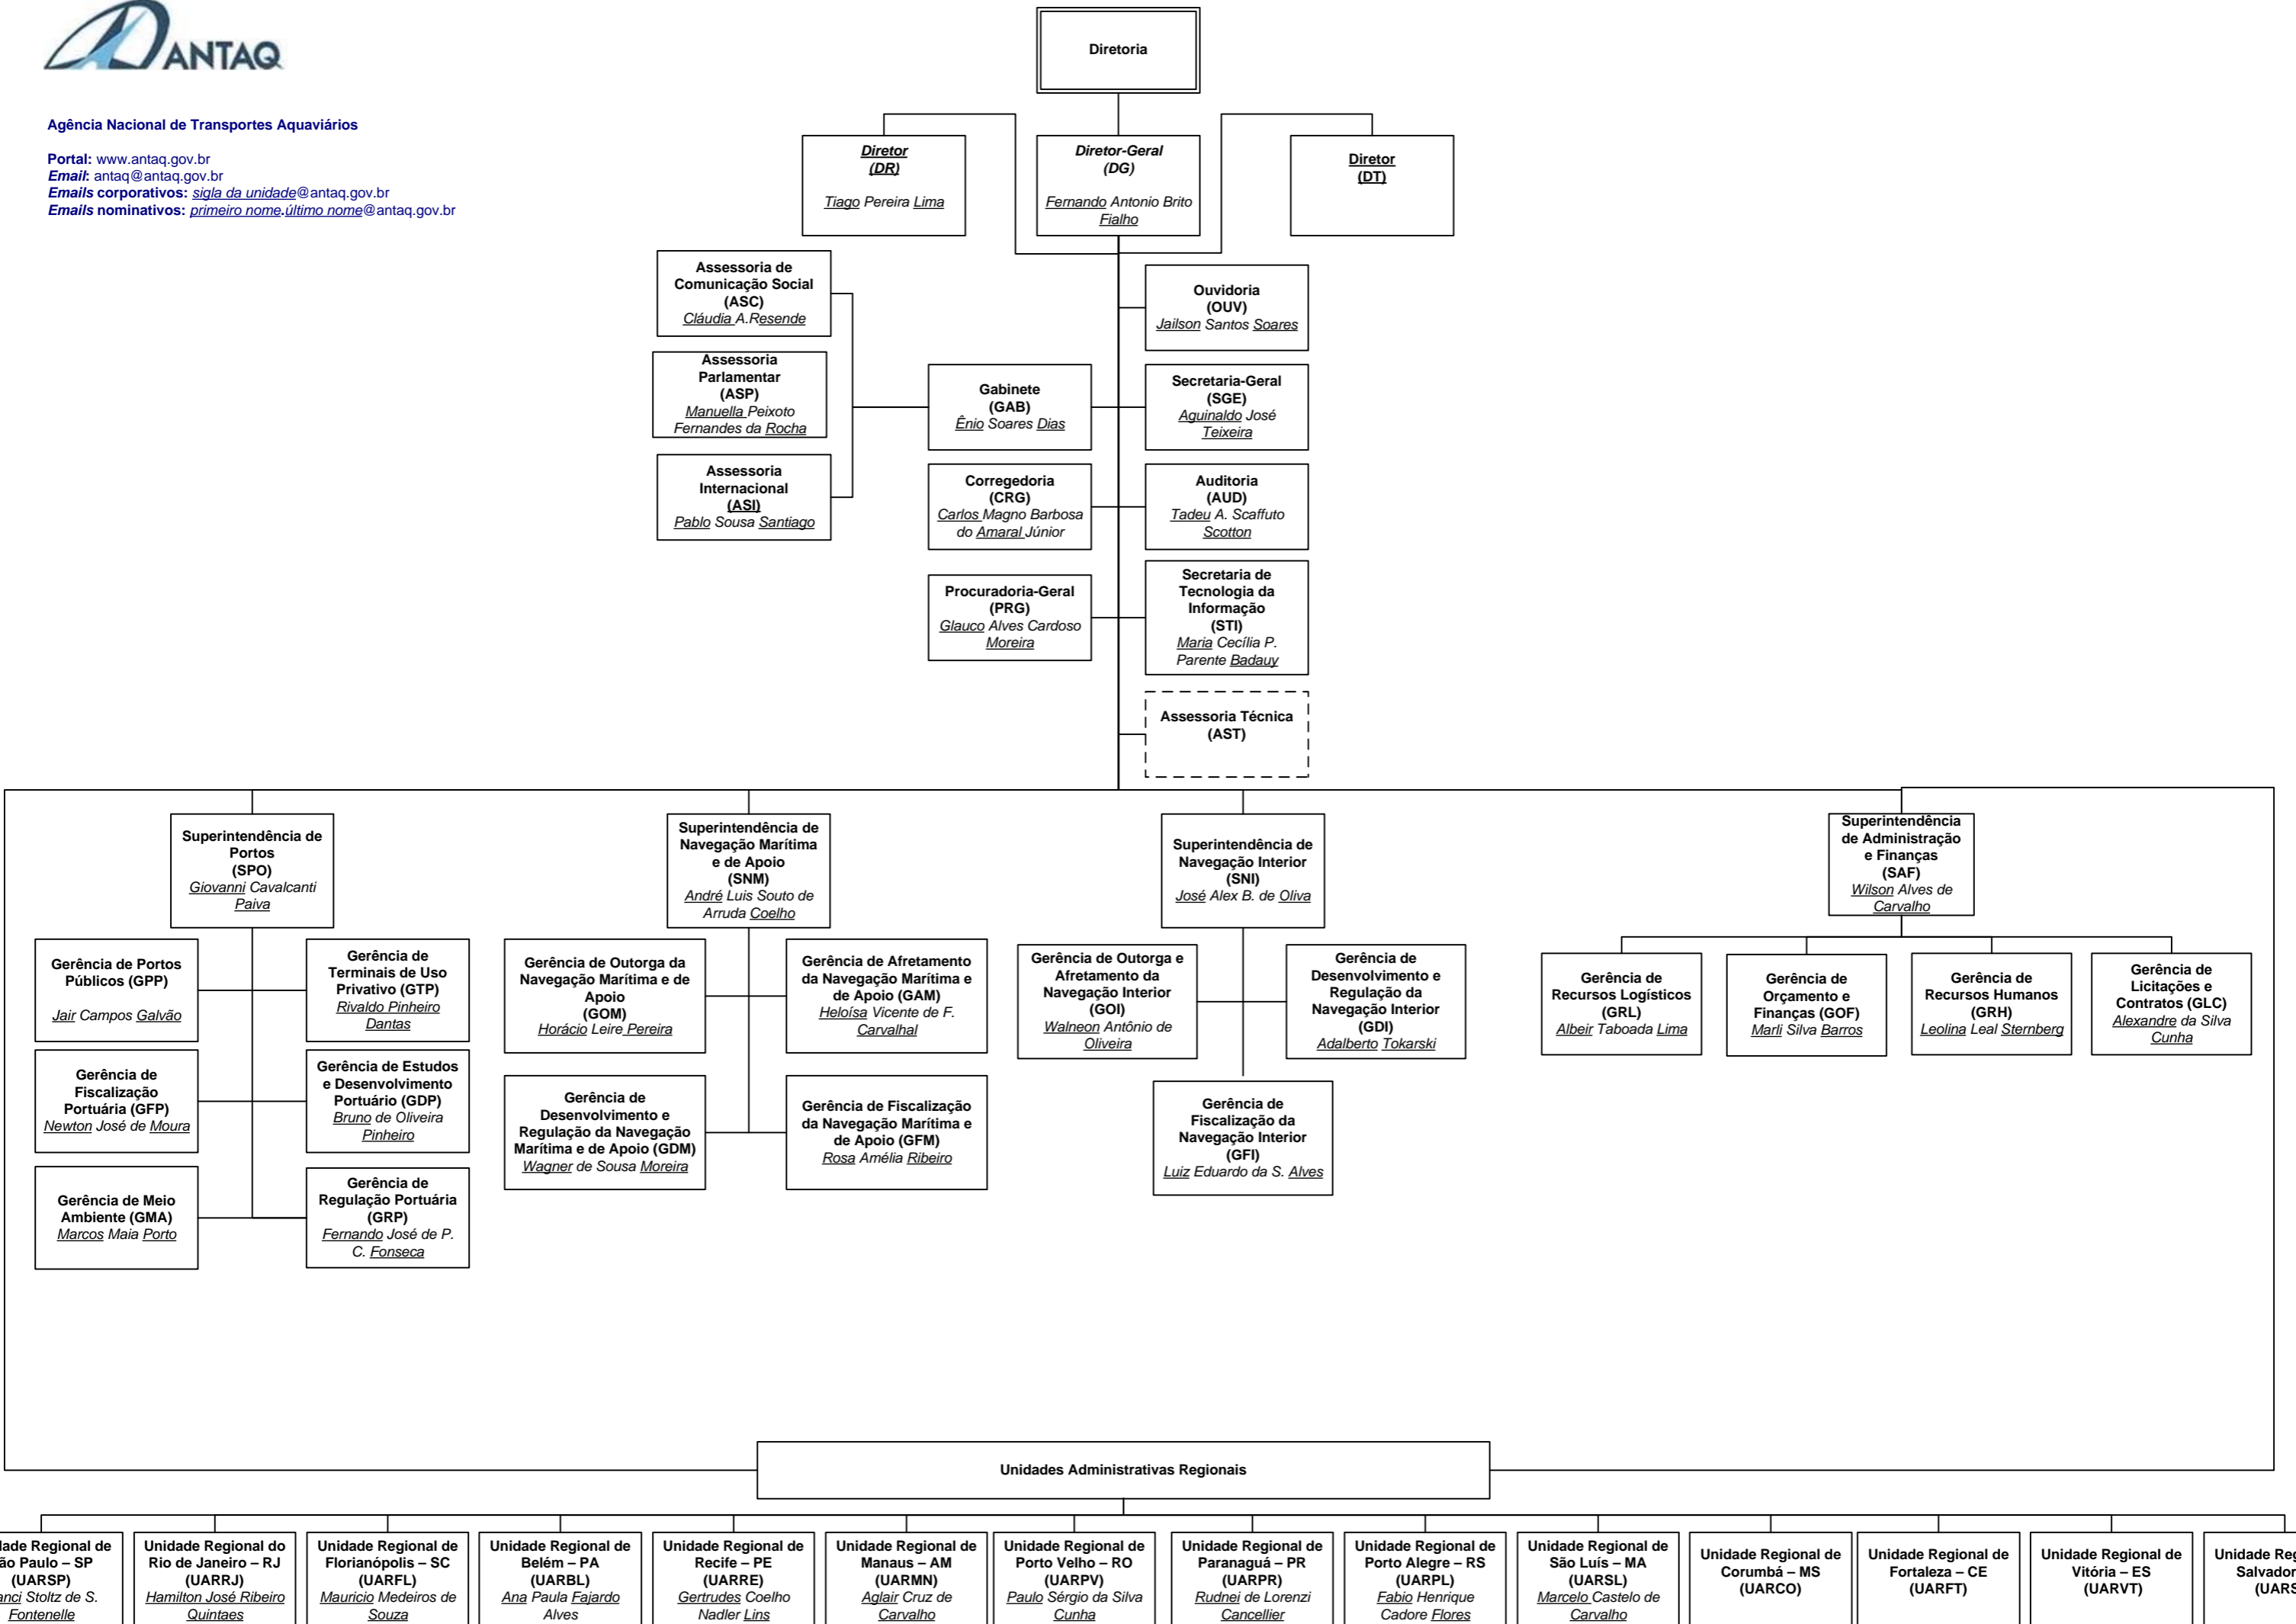 ANTAQ
Agência Nacional de Transportes Aquaviários
Portal: www.antaq.gov.br
Email: antaq@antaq.gov.br
Emails corporativos: sigla da unidade@antaq.gov.br
Emails nominativos: primeiro nome.último nome@antaq.gov.br
Diretoria
Diretor
(DR)
Tiago Pereira Lima
Diretor-Geral
(DG)
Fernando Antonio Brito
Fialho
Diretor
(DT)
Assessoria de
Comunicação Social
(ASC)
Cláudia A.Resende
Ouvidoria
(OUV)
Jailson Santos Soares
Assessoria
Parlamentar
(ASP)
Manuella Peixoto
Fernandes da Rocha
Gabinete
(GAB)
Ênio Soares Dias
Secretaria-Geral
(SGE)
Aguinaldo José
Teixeira
Assessoria
Internacional
(ASI)
Pablo Sousa Santiago
Corregedoria
(CRG)
Carlos Magno Barbosa
do Amaral Júnior
Auditoria
(AUD)
Tadeu A. Scaffuto
Scotton
Procuradoria-Geral
(PRG)
Glauco Alves Cardoso
Moreira
Secretaria de
Tecnologia da
Informação
(STI)
Maria Cecília P.
Parente Badauy
Assessoria Técnica
(AST)
Superintendência de
Portos
(SPO)
Giovanni Cavalcanti
Paiva
Superintendência de
Navegação Marítima
e de Apoio
(SNM)
André Luis Souto de
Arruda Coelho
Superintendência de
Navegação Interior
(SNI)
José Alex B. de Oliva
Superintendência
de Administração
e Finanças
(SAF)
Wilson Alves de
Carvalho
Gerência de Portos
Públicos (GPP)
Jair Campos Galvão
Gerência de
Terminais de Uso
Privativo (GTP)
Rivaldo Pinheiro
Dantas
Gerência de Outorga da
Navegação Marítima e de
Apoio
(GOM)
Horácio Leire Pereira
Gerência de Afretamento
da Navegação Marítima e
de Apoio (GAM)
Heloísa Vicente de F.
Carvalhal
Gerência de Outorga e
Afretamento da
Navegação Interior
(GOI)
Walneon Antônio de
Oliveira
Gerência de
Desenvolvimento e
Regulação da
Navegação Interior
(GDI)
Adalberto Tokarski
Gerência de
Recursos Logísticos
(GRL)
Albeir Taboada Lima
Gerência de
Orçamento e
Finanças (GOF)
Marli Silva Barros
Gerência de
Recursos Humanos
(GRH)
Leolina Leal Sternberg
Gerência de
Licitações e
Contratos (GLC)
Alexandre da Silva
Cunha
Gerência de
Fiscalização
Portuária (GFP)
Newton José de Moura
Gerência de Estudos
e Desenvolvimento
Portuário (GDP)
Bruno de Oliveira
Pinheiro
Gerência de
Desenvolvimento e
Regulação da Navegação
Marítima e de Apoio (GDM)
Wagner de Sousa Moreira
Gerência de Fiscalização
da Navegação Marítima e
de Apoio (GFM)
Rosa Amélia Ribeiro
Gerência de
Fiscalização da
Navegação Interior
(GFI)
Luiz Eduardo da S. Alves
Gerência de Meio
Ambiente (GMA)
Marcos Maia Porto
Gerência de
Regulação Portuária
(GRP)
Fernando José de P.
C. Fonseca
Unidades Administrativas Regionais
Regional de
Paulo – SP
(UARSP)
Stoltz de S.
Fontenelle
Unidade Regional do
Rio de Janeiro – RJ
(UARRJ)
Hamilton José Ribeiro
Quintaes
Unidade Regional de
Florianópolis – SC
(UARFL)
Mauricio Medeiros de
Souza
Unidade Regional de
Belém – PA
(UARBL)
Ana Paula Fajardo
Alves
Unidade Regional de
Recife – PE
(UARRE)
Gertrudes Coelho
Nadler Lins
Unidade Regional de
Manaus – AM
(UARMN)
Aglair Cruz de
Carvalho
Unidade Regional de
Porto Velho – RO
(UARPV)
Paulo Sérgio da Silva
Cunha
Unidade Regional de
Paranaguá – PR
(UARPR)
Rudnei de Lorenzi
Cancellier
Unidade Regional de
Porto Alegre – RS
(UARPL)
Fabio Henrique
Cadore Flores
Unidade Regional de
São Luís – MA
(UARSL)
Marcelo Castelo de
Carvalho
Unidade Regional de
Corumbá – MS
(UARCO)
Unidade Regional de
Fortaleza – CE
(UARFT)
Unidade Regional de
Vitória – ES
(UARVT)
Unidade
Salvador